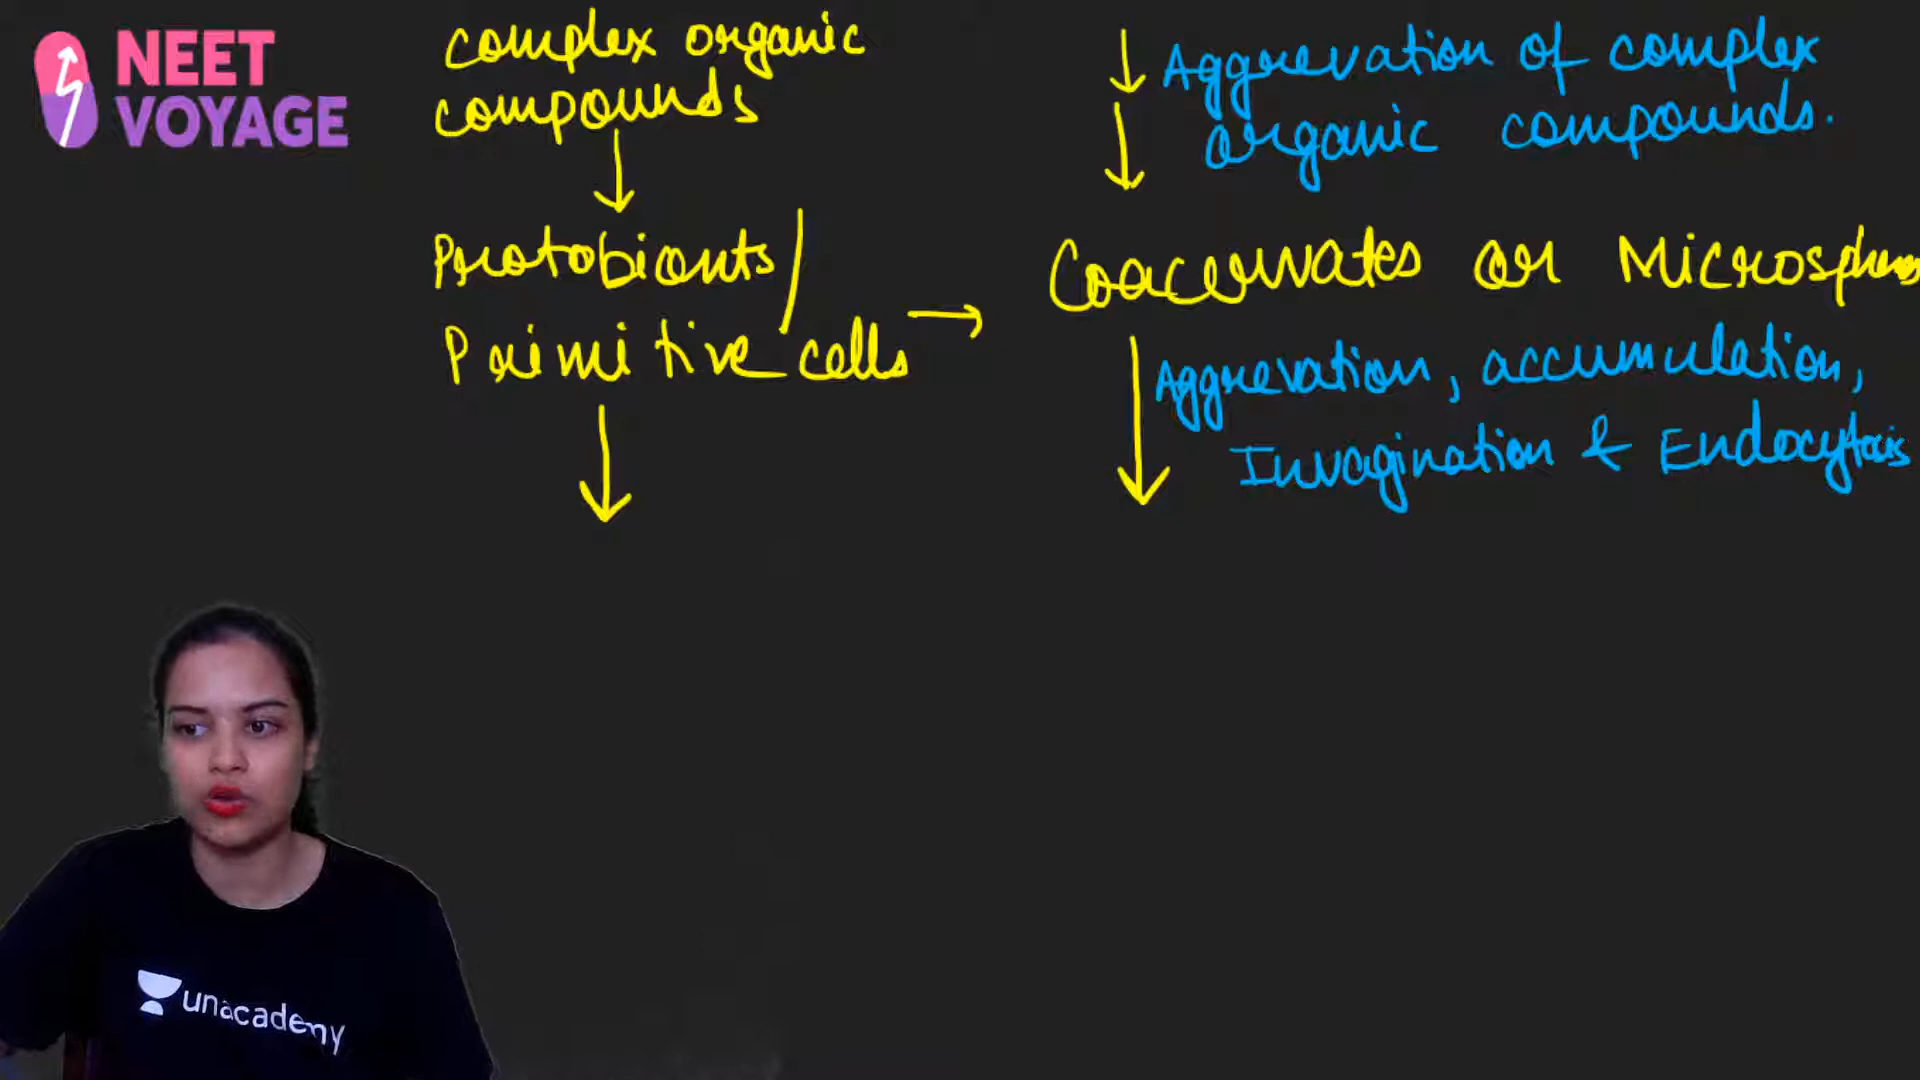 NEET
VOYAGE
complex organic
compounds
Protobionts/
Primitive cells
Aggrevation of complex
organic compounds.
Coacervates or Microspheres
Aggrevation, accumulation,
Invagination & Endocytosis
unacademy